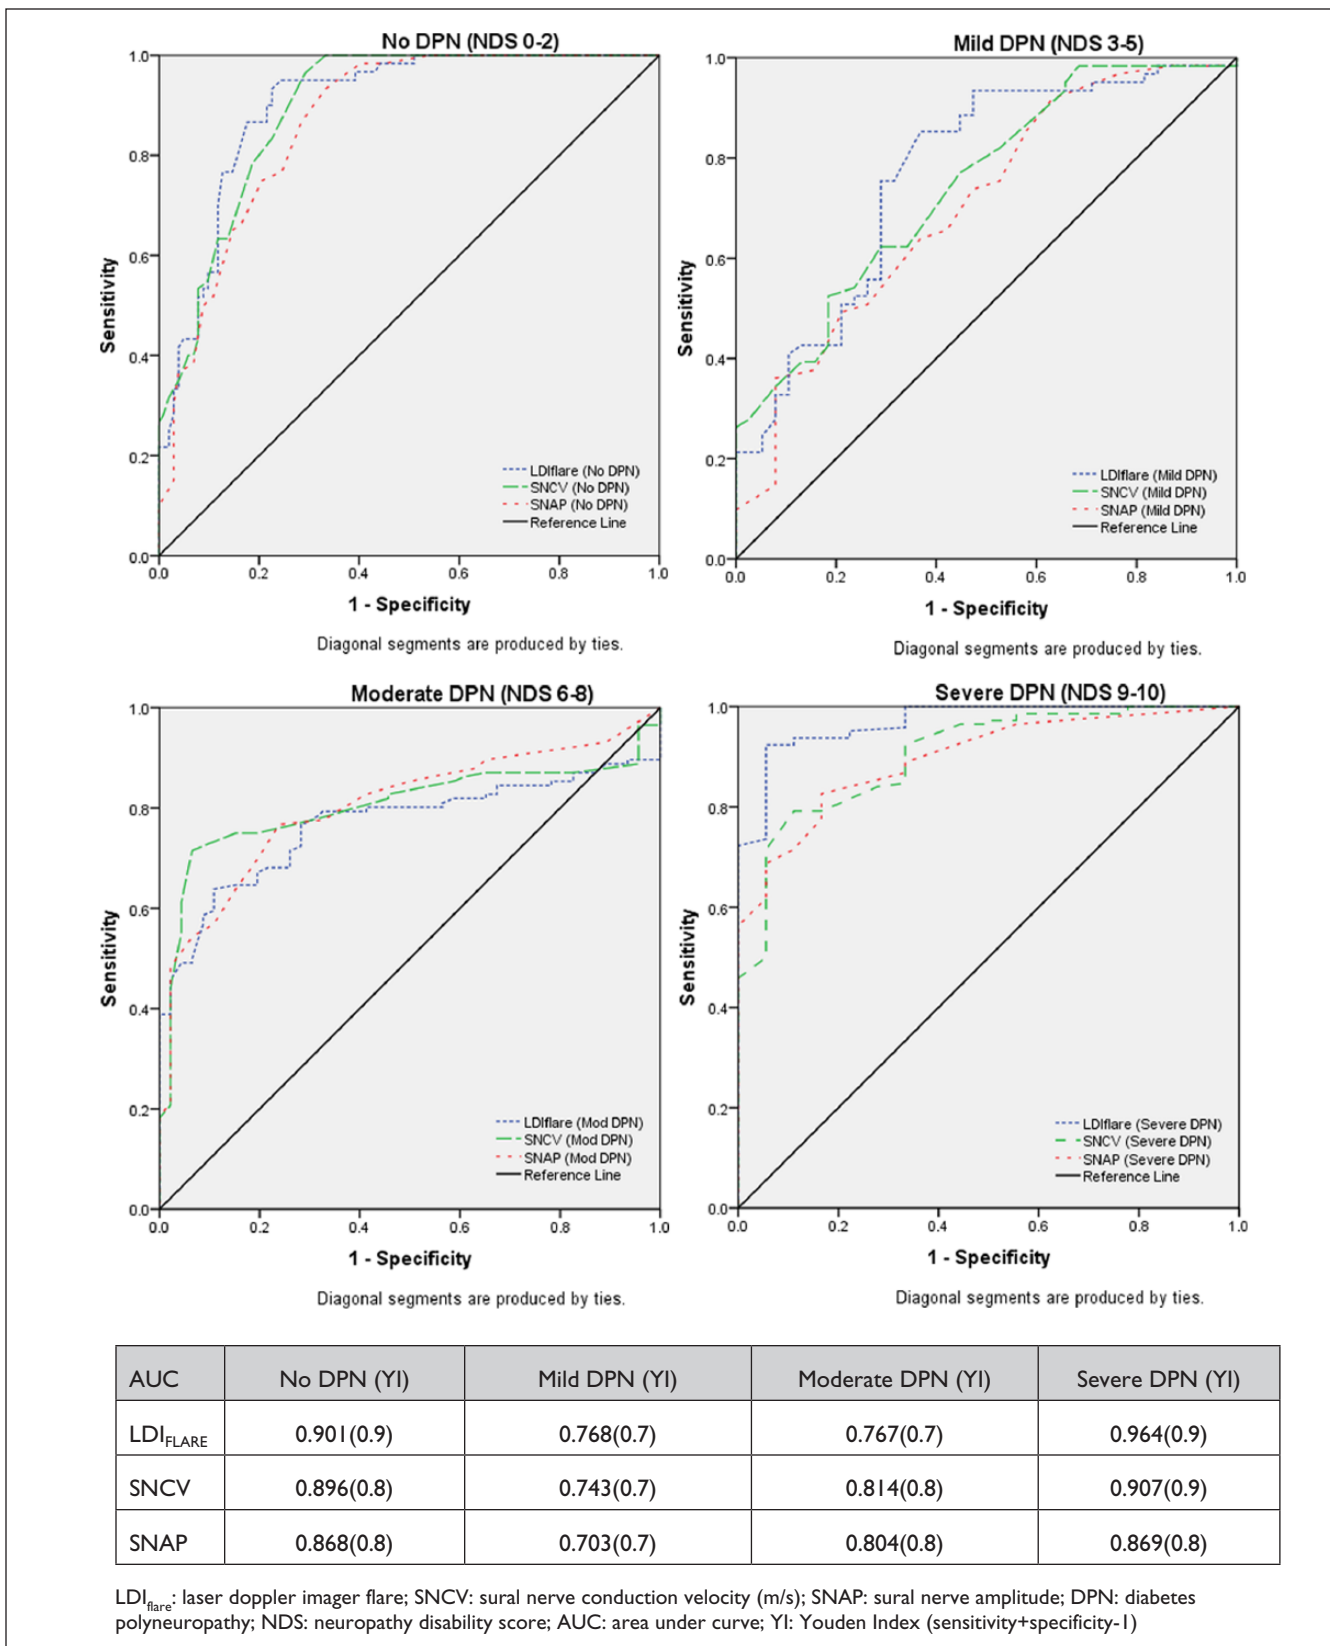 No DPN (NDS 0-2)
1.0
0.8
0.6
0.4
0.2
0.0
Sensitivity
LDIflare (No DPN)
SNCV (No DPN)
SNAP (No DPN)
Reference Line
0.0 0.2 0.4 0.6 0.8 1.0
1 - Specificity
Diagonal segments are produced by ties.
Mild DPN (NDS 3-5)
1.0
0.8
0.6
0.4
0.2
0.0
Sensitivity
LDIflare (Mild DPN)
SNCV (Mild DPN)
SNAP (Mild DPN)
Reference Line
0.0 0.2 0.4 0.6 0.8 1.0
1 - Specificity
Diagonal segments are produced by ties.
Moderate DPN (NDS 6-8)
1.0
0.8
0.6
0.4
0.2
0.0
Sensitivity
LDIflare (Mod DPN)
SNCV (Mod DPN)
SNAP (Mod DPN)
Reference Line
0.0 0.2 0.4 0.6 0.8 1.0
1 - Specificity
Diagonal segments are produced by ties.
Severe DPN (NDS 9-10)
1.0
0.8
0.6
0.4
0.2
0.0
Sensitivity
LDIflare (Severe DPN)
SNCV (Severe DPN)
SNAP (Severe DPN)
Reference Line
0.0 0.2 0.4 0.6 0.8 1.0
1 - Specificity
Diagonal segments are produced by ties.
AUC No DPN (YI) Mild DPN (YI) Moderate DPN (YI) Severe DPN (YI)
LDIFLARE 0.901(0.9) 0.768(0.7) 0.767(0.7) 0.964(0.9)
SNCV 0.896(0.8) 0.743(0.7) 0.814(0.8) 0.907(0.9)
SNAP 0.868(0.8) 0.703(0.7) 0.804(0.8) 0.869(0.8)
LDIflare: laser doppler imager flare; SNCV: sural nerve conduction velocity (m/s); SNAP: sural nerve amplitude; DPN: diabetes
polyneuropathy; NDS: neuropathy disability score; AUC: area under curve; YI: Youden Index (sensitivity+specificity-1)